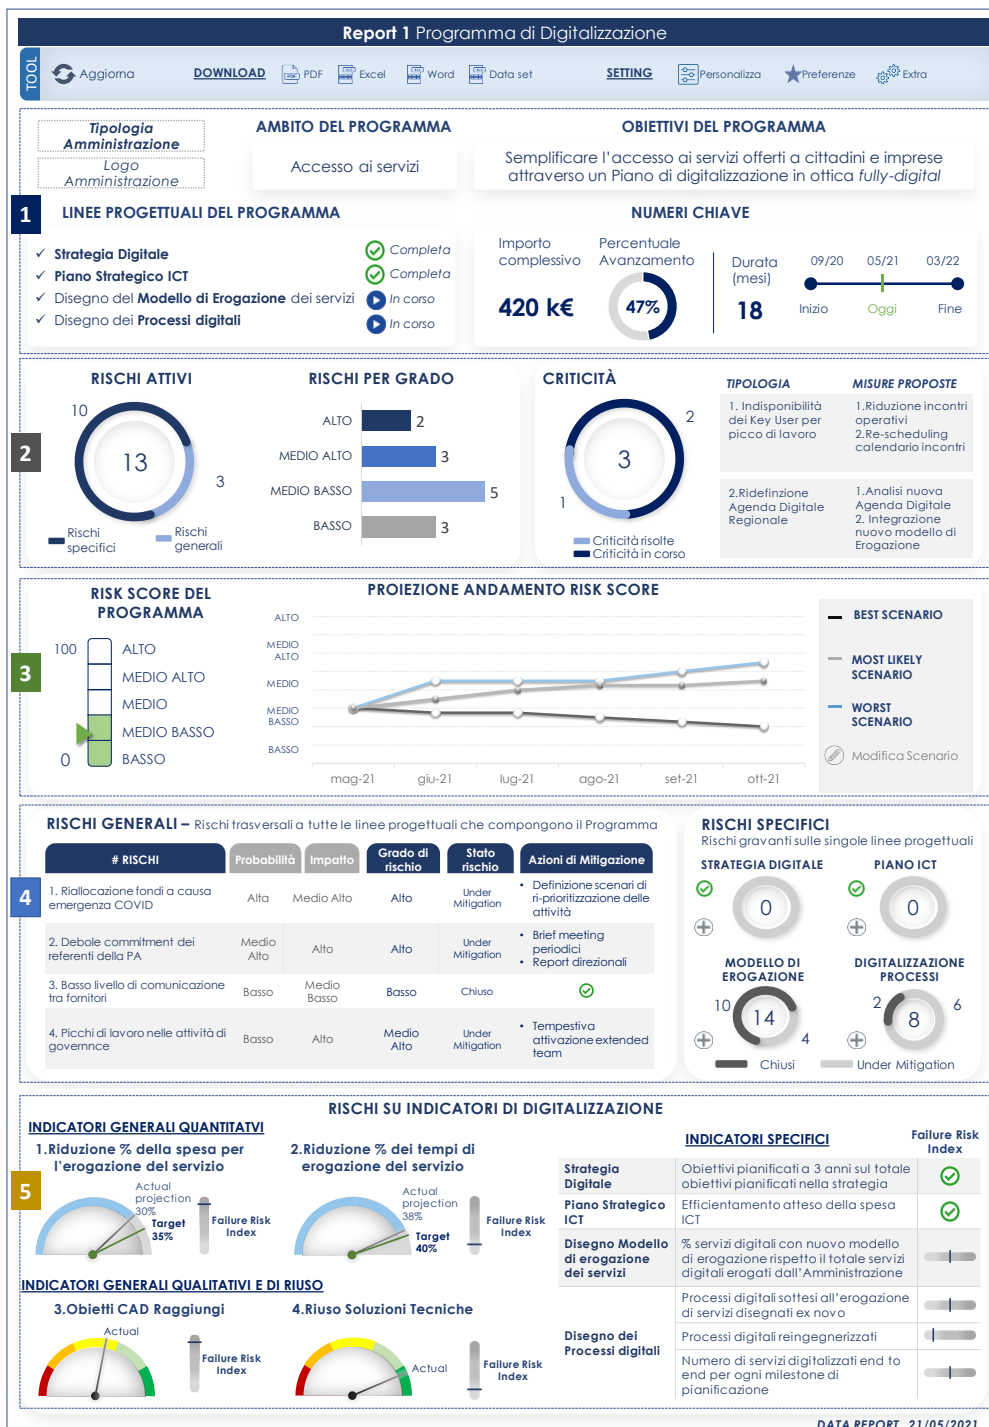 Report 1 Programma di Digitalizzazione
TOOL
Aggiorna
DOWNLOAD
PDF
Excel
Word
Data set
SETTING
Personalizza
Preferenze
Extra
Tipologia
Amministrazione
Logo
Amministrazione
AMBITO DEL PROGRAMMA
Accesso ai servizi
OBIETTIVI DEL PROGRAMMA
Semplificare l'accesso ai servizi offerti a cittadini e imprese
attraverso un Piano di digitalizzazione in ottica fully-digital
1
LINEE PROGETTUALI DEL PROGRAMMA
✓ Strategia Digitale
Completa
✓ Piano Strategico ICT
Completa
✓ Disegno del Modello di Erogazione dei servizi
In corso
✓ Disegno dei Processi digitali
In corso
NUMERI CHIAVE
Importo
complessivo
420 k€
Percentuale
Avanzamento
47%
Durata
(mesi)
18
09/20
05/21
03/22
Inizio
Oggi
Fine
2
RISCHI ATTIVI
10
13
3
Rischi
specifici
Rischi
generali
RISCHI PER GRADO
ALTO
2
MEDIO ALTO
3
MEDIO BASSO
5
BASSO
3
CRITICITÀ
2
3
1
Criticità risolte
Criticità in corso
TIPOLOGIA
MISURE PROPOSTE
1. Indisponibilità
dei Key User per
picco di lavoro
1.Riduzione incontri
operativi
2.Re-scheduling
calendario incontri
2.Ridefinzione
Agenda Digitale
Regionale
1.Analisi nuova
Agenda Digitale
2. Integrazione
nuovo modello di
Erogazione
3
RISK SCORE DEL
PROGRAMMA
100
0
ALTO
MEDIO ALTO
MEDIO
MEDIO BASSO
BASSO
PROIEZIONE ANDAMENTO RISK SCORE
ALTO
MEDIO
ALTO
MEDIO
MEDIO
BASSO
BASSO
mag-21
giu-21
lug-21
ago-21
set-21
ott-21
BEST SCENARIO
MOST LIKELY
SCENARIO
WORST
SCENARIO
Modifica Scenario
4
RISCHI GENERALI – Rischi trasversali a tutte le linee progettuali che compongono il Programma
# RISCHI
Probabilità
Impatto
Grado di
rischio
Stato
rischio
Azioni di Mitigazione
1. Riallocazione fondi a causa
emergenza COVID
Alta
Medio Alto
Alto
Under
Mitigation
• Definizione scenari di
ri-prioritizzazione delle
attività
2. Debole commitment dei
referenti della PA
Medio
Alto
Alto
Alto
Under
Mitigation
• Brief meeting
periodici
• Report direzionali
3. Basso livello di comunicazione
tra fornitori
Basso
Medio
Basso
Basso
Chiuso
4. Picchi di lavoro nelle attività di
governnce
Basso
Alto
Medio
Alto
Under
Mitigation
• Tempestiva
attivazione extended
team
RISCHI SPECIFICI
Rischi gravanti sulle singole linee progettuali
STRATEGIA DIGITALE
0
PIANO ICT
0
MODELLO DI
EROGAZIONE
10
14
4
DIGITALIZZAZIONE
PROCESSI
2
8
6
Chiusi
Under Mitigation
5
RISCHI SU INDICATORI DI DIGITALIZZAZIONE
INDICATORI GENERALI QUANTITATVI
1.Riduzione % della spesa per
l'erogazione del servizio
Actual
projection
30%
Target
35%
Failure Risk
Index
2.Riduzione % dei tempi di
erogazione del servizio
Actual
projection
38%
Target
40%
Failure Risk
Index
INDICATORI GENERALI QUALITATIVI E DI RIUSO
3.Obietti CAD Raggiungi
Actual
Failure Risk
Index
4.Riuso Soluzioni Tecniche
Actual
Failure Risk
Index
INDICATORI SPECIFICI
Failure Risk
Index
Strategia
Digitale
Obiettivi pianificati a 3 anni sul totale
obiettivi pianificati nella strategia
Piano Strategico
ICT
Efficientamento atteso della spesa
ICT
Disegno Modello
di erogazione
dei servizi
% servizi digitali con nuovo modello
di erogazione rispetto il totale servizi
digitali erogati dall'Amministrazione
Disegno dei
Processi digitali
Processi digitali sottesi all'erogazione
di servizi disegnati ex novo
Processi digitali reingegnerizzati
Numero di servizi digitalizzati end to
end per ogni milestone di
pianificazione
DATA REPORT 21/05/2021